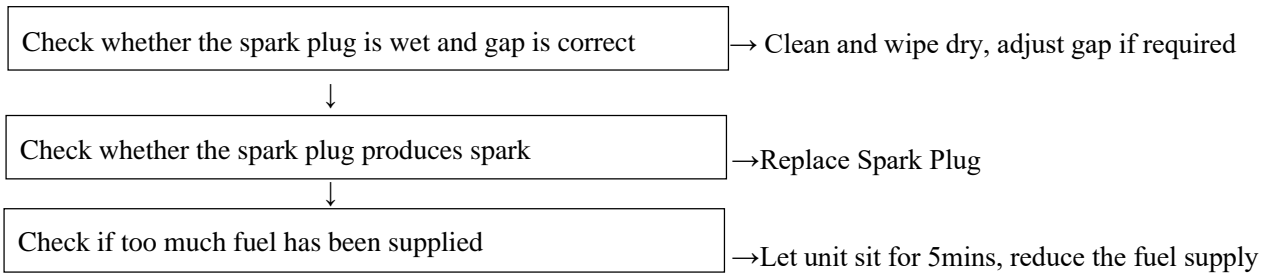 Check whether the spark plug is wet and gap is correct → Clean and wipe dry, adjust gap if required
↓
Check whether the spark plug produces spark →Replace Spark Plug
↓
Check if too much fuel has been supplied →Let unit sit for 5mins, reduce the fuel supply